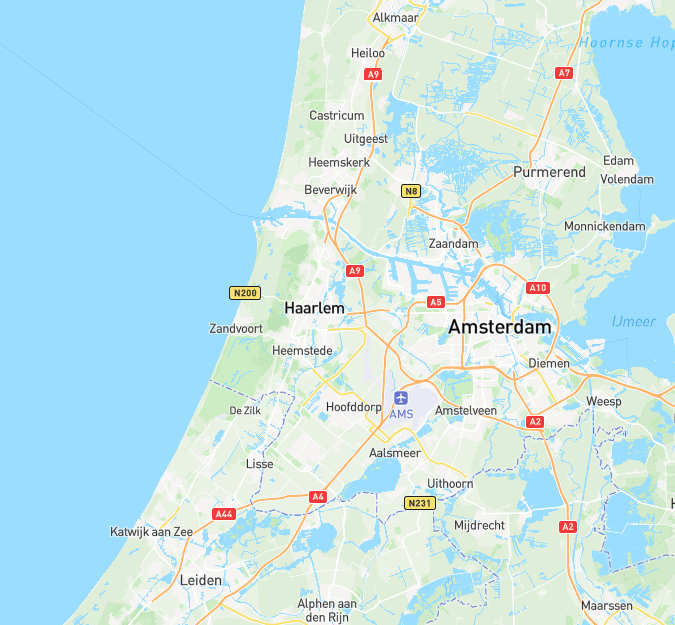 Alkmaar
Hoornse Hop
Heiloo
A9
A7
Castricum
Uitgeest
Heemskerk
Edam
Purmerend
Volendam
Beverwijk
N8
Monnickendam
Zaandam
A9
A10
N200
A5
Haarlem
IJmeer
Zandvoort
Amsterdam
Heemstede
Diemen
Weesp
Hoofddorp
De Zilk
AMS
Amstelveen
A2
Aalsmeer
Lisse
Uithoorn
A4
N231
A44
Mijdrecht
A2
Katwijk aan Zee
Leiden
Alphen aan
den Rijn
Maarssen